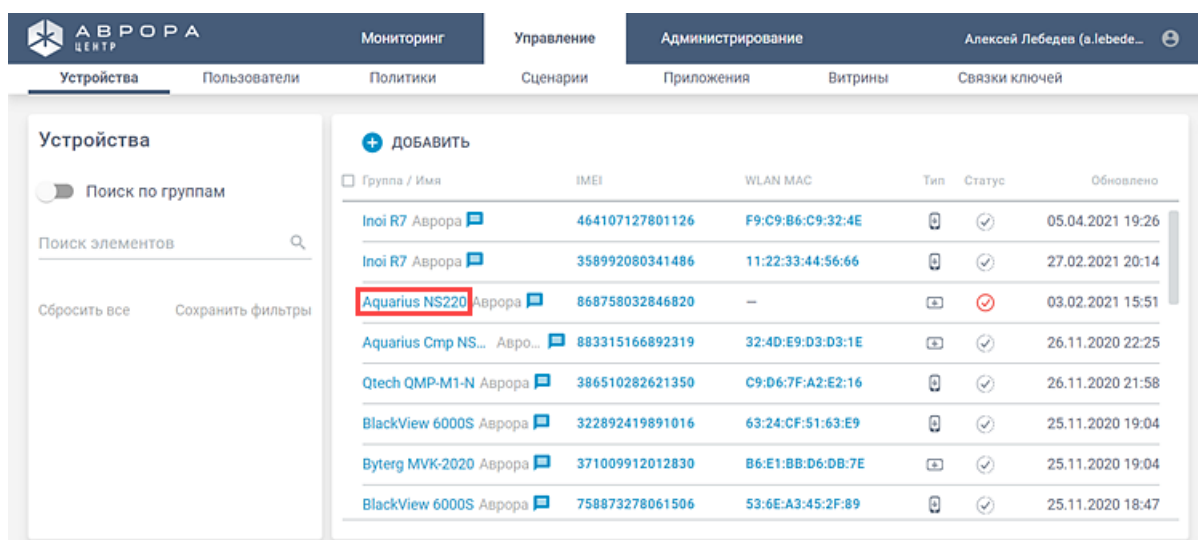 АВРОРА
ЦЕНТР
Мониторинг Управление Администрирование Алексей Лебедев (a.lebede...
Устройства Пользователи Политики Сценарии Приложения Витрины Связки ключей
Устройства
Поиск по группам
Поиск элементов
Сбросить все Сохранить фильтры
ДОБАВИТЬ
Группа / Имя IMEI WLAN MAC Тип Статус Обновлено
Inoi R7 Аврора 464107127801126 F9:C9:B6:C9:32:4E 05.04.2021 19:26
Inoi R7 Аврора 358992080341486 11:22:33:44:56:66 27.02.2021 20:14
Aquarius NS220 Аврора 868758032846820 — 03.02.2021 15:51
Aquarius Cmp NS... Авро... 883315166892319 32:4D:E9:D3:D3:1E 26.11.2020 22:25
Qtech QMP-M1-N Аврора 386510282621350 C9:D6:7F:A2:E2:16 26.11.2020 21:58
BlackView 6000S Аврора 322892419891016 63:24:CF:51:63:E9 25.11.2020 19:04
Byterg MVK-2020 Аврора 371009912012830 B6:E1:BB:D6:DB:7E 25.11.2020 19:04
BlackView 6000S Аврора 758873278061506 53:6E:A3:45:2F:89 25.11.2020 18:47